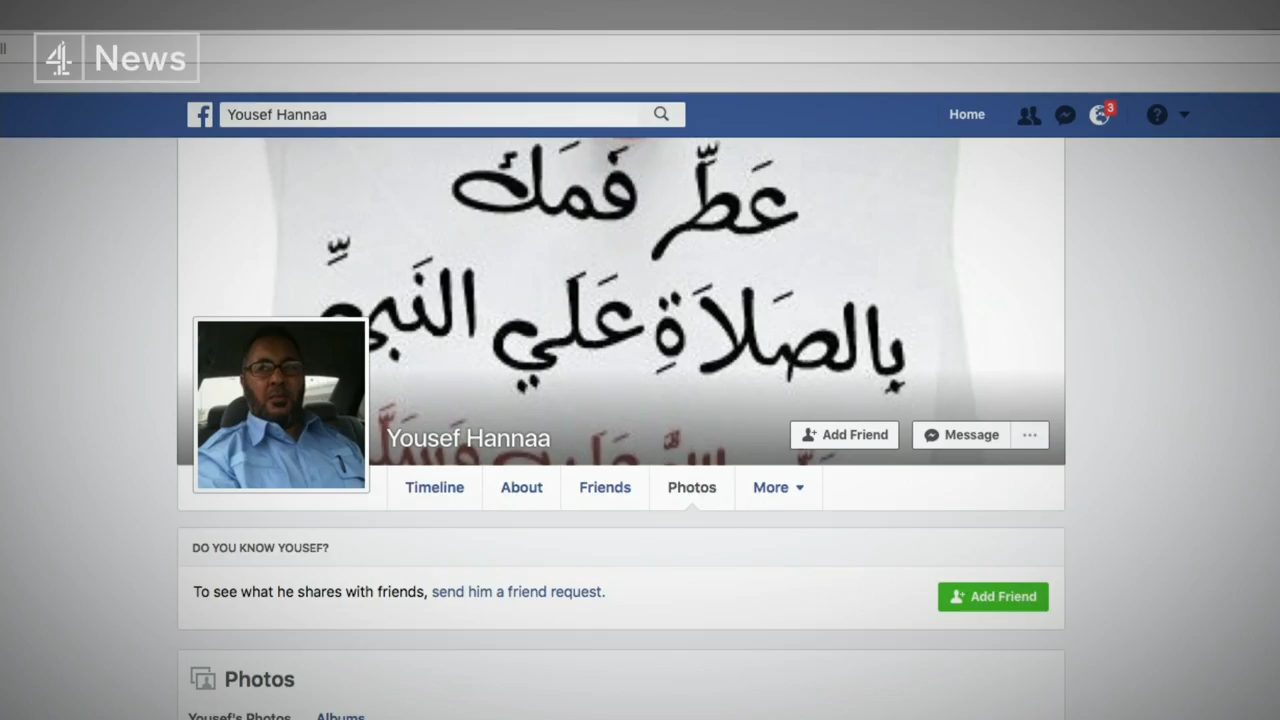 4 News
Yousef Hannaa
Home
3
?
عَطِّرْ فَمَكَ
بِالصَلاَةِ عَلَي النَبِيِّ
Yousef Hannaa
Add Friend
Message
...
Timeline
About
Friends
Photos
More
DO YOU KNOW YOUSEF?
To see what he shares with friends, send him a friend request.
Add Friend
Photos
Yousef's Photos
Albums